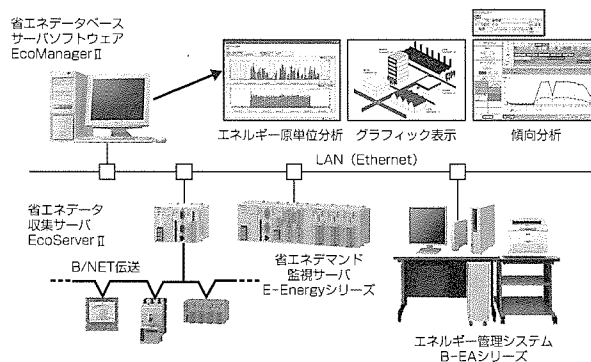 省エネデータベース
サーバソフトウェア
EcoManagerⅡ
エネルギー原単位分析
グラフィック表示
傾向分析
LAN（Ethernet）
省エネデータ
収集サーバ
EcoServerⅡ
B/NET伝送
省エネデマンド
監視サーバ
E-Energyシリーズ
エネルギー管理システム
B-EAシリーズ